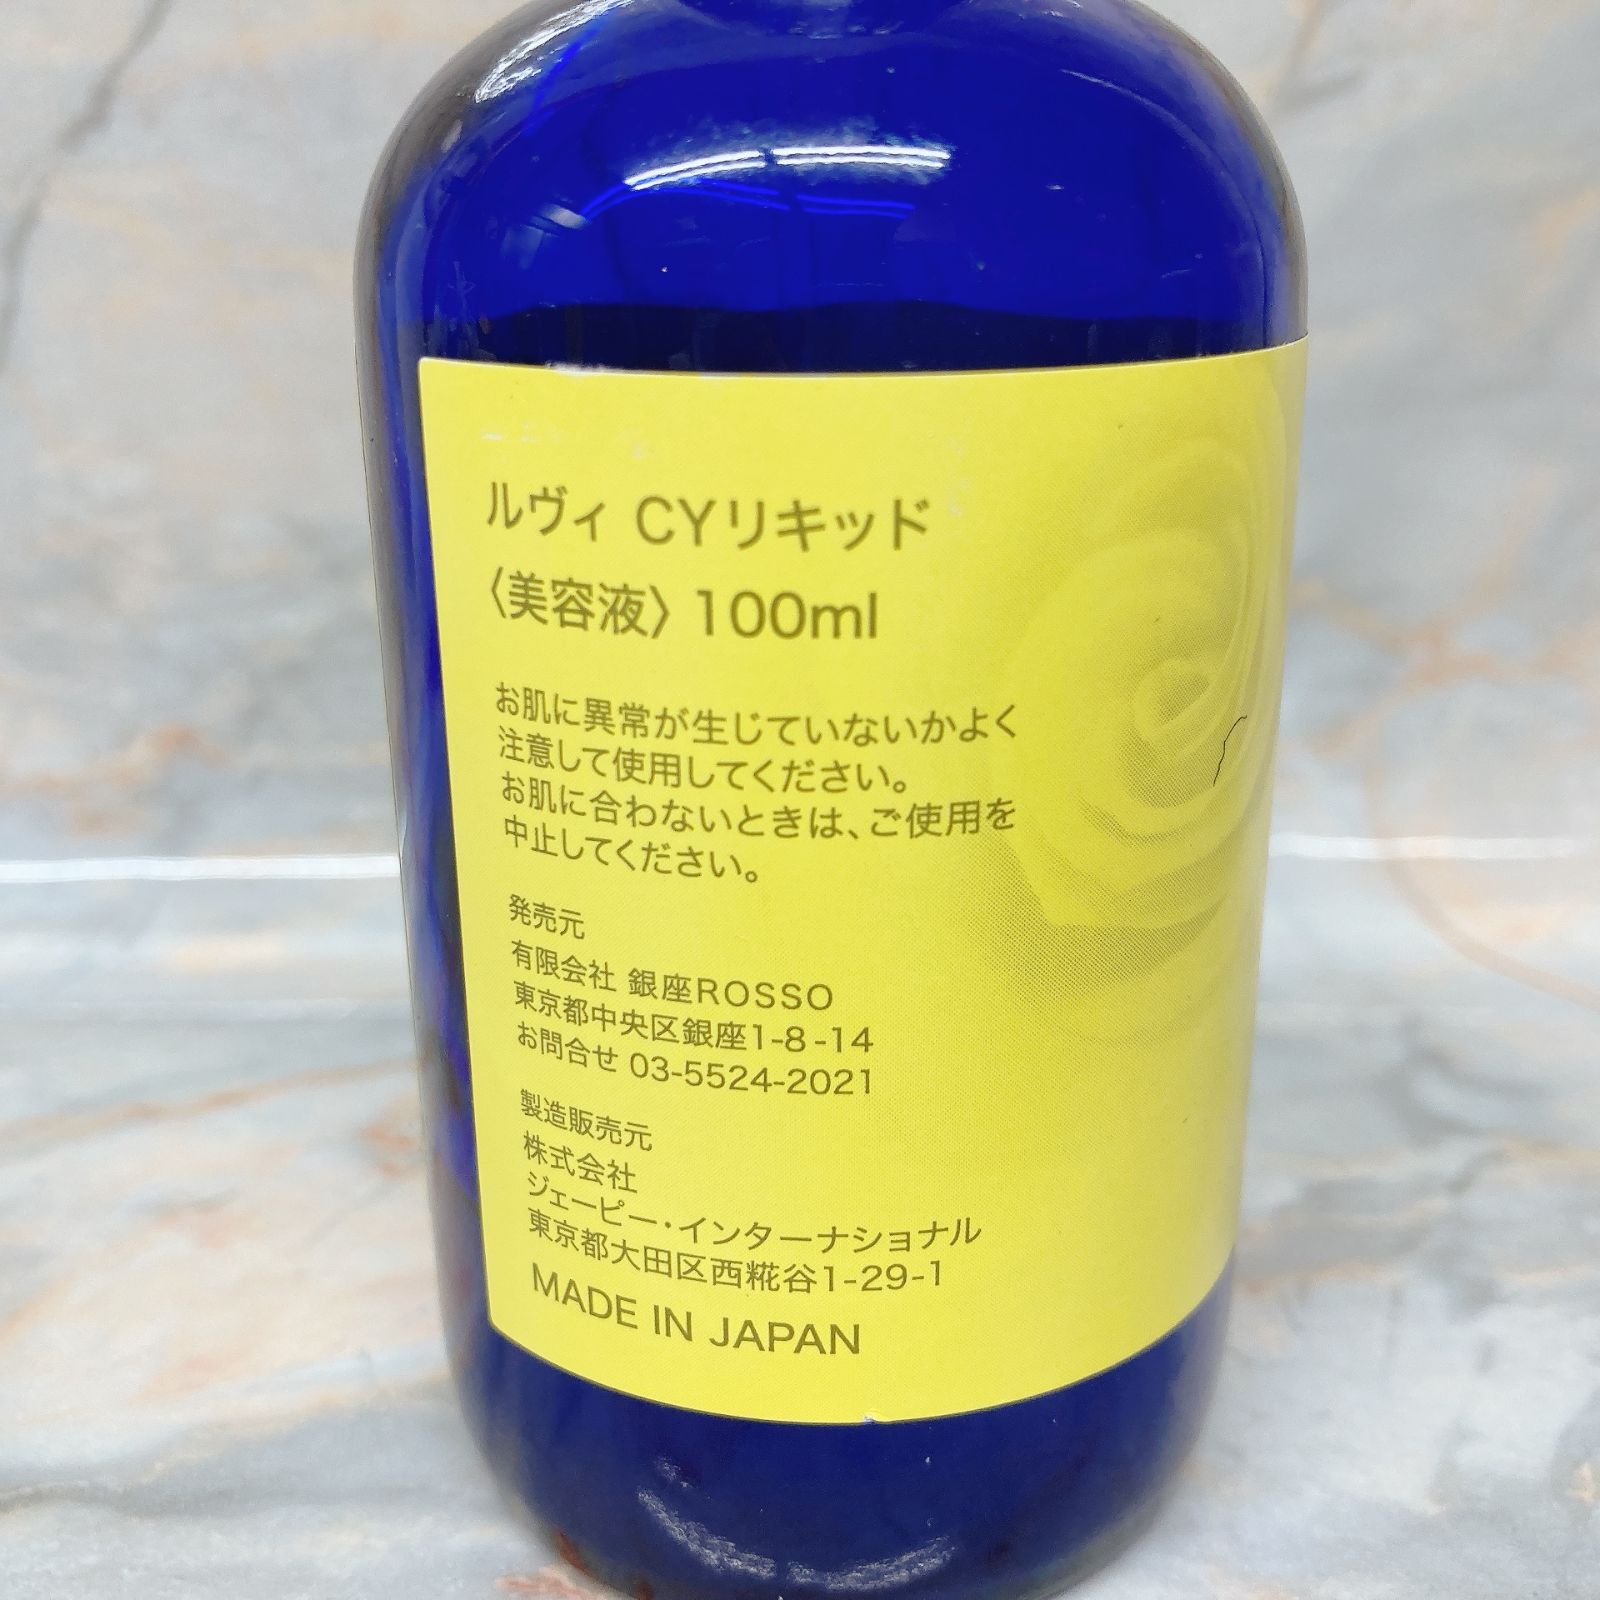 ルヴィ CYリキッド
〈美容液〉100ml
お肌に異常が生じていないかよく
注意して使用してください。
お肌に合わないときは、ご使用を
中止してください。
発売元
有限会社 銀座ROSSO
東京都中央区銀座1-8-14
お問合せ 03-5524-2021
製造販売元
株式会社
ジェーピー・インターナショナル
東京都大田区西糀谷1-29-1
MADE IN JAPAN